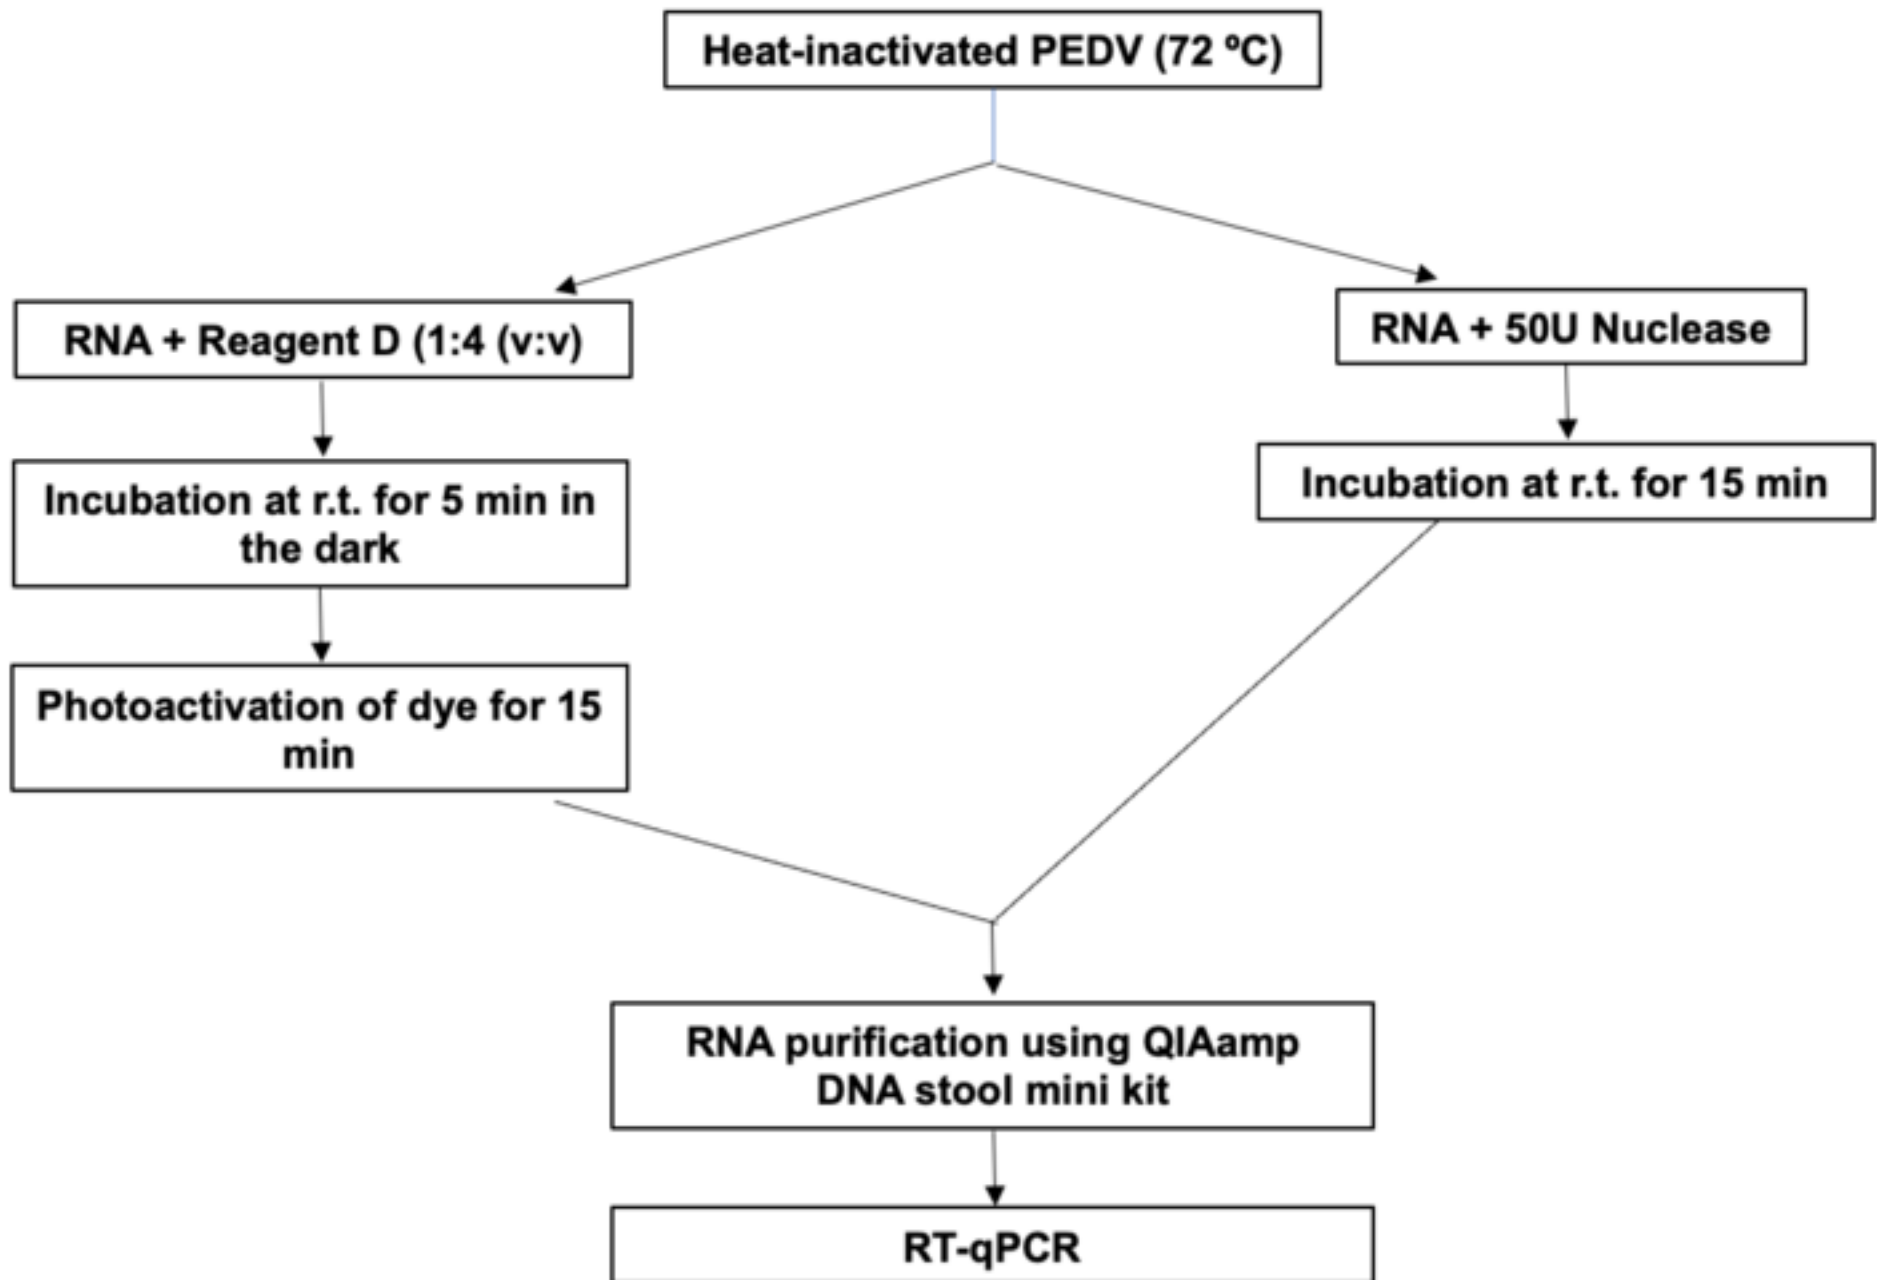 Heat-inactivated PEDV (72 ºC)
RNA + Reagent D (1:4 (v:v)
RNA + 50U Nuclease
Incubation at r.t. for 5 min in
the dark
Incubation at r.t. for 15 min
Photoactivation of dye for 15
min
RNA purification using QIAamp
DNA stool mini kit
RT-qPCR